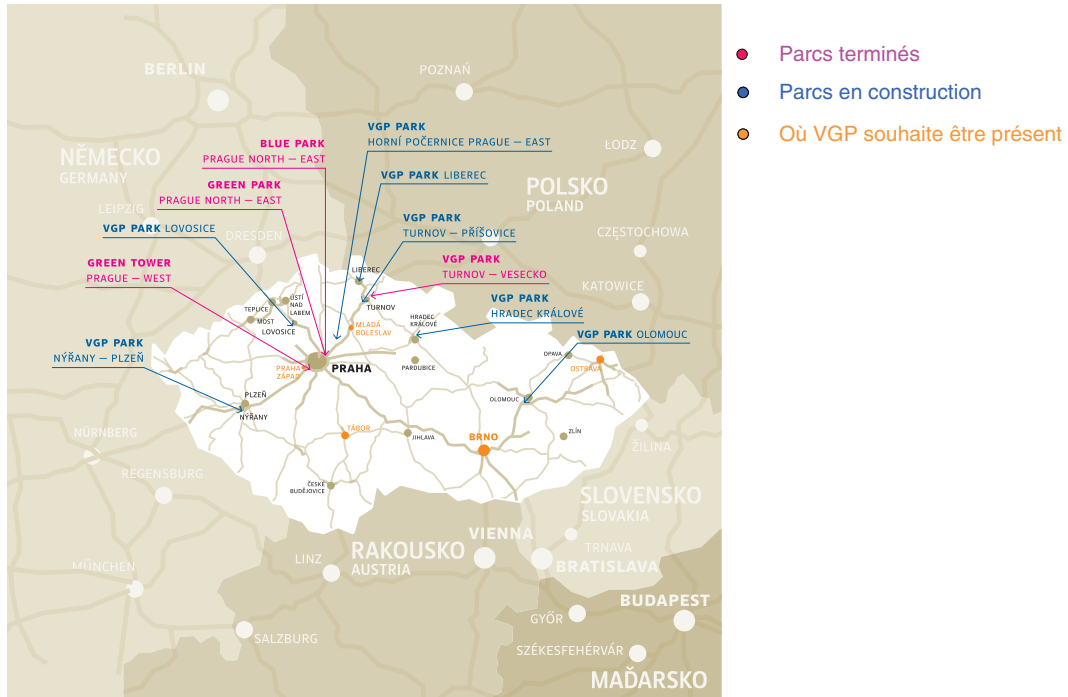 Parcs terminés
Parcs en construction
Où VGP souhaite être présent
BERLIN
POZNAŃ
NĚMECKO
GERMANY
LEIPZIG
DRESDEN
ŁODZ
POLSKO
POLAND
CZĘSTOCHOWA
KATOWICE
BLUE PARK
PRAGUE NORTH – EAST
GREEN PARK
PRAGUE NORTH – EAST
VGP PARK LOVOSICE
GREEN TOWER
PRAGUE – WEST
VGP PARK
NÝŘANY – PLZEŇ
VGP PARK
HORNÍ POČERNICE PRAGUE – EAST
VGP PARK LIBEREC
VGP PARK
TURNOV – PŘÍŠOVICE
VGP PARK
TURNOV – VESECKO
VGP PARK
HRADEC KRÁLOVÉ
VGP PARK OLOMOUC
LIBEREC
TURNOV
ÚSTÍ
NAD
LABEM
TEPLICE
MOST
LOVOSICE
MLADÁ
BOLESLAV
HRADEC
KRÁLOVÉ
PARDUBICE
PRAHA
ZÁPAD
PRAHA
OPAVA
OSTRAVA
OLOMOUC
PLZEŇ
NÝŘANY
TÁBOR
JIHLAVA
BRNO
ZLÍN
ČESKÉ
BUDĚJOVICE
NÜRNBERG
REGENSBURG
ŽILINA
SLOVENSKO
SLOVAKIA
VIENNA
TRNAVA
BRATISLAVA
LINZ
RAKOUSKO
AUSTRIA
MÜNCHEN
SALZBURG
BUDAPEST
GYŐR
SZÉKESFEHÉRVÁR
MAĎARSKO